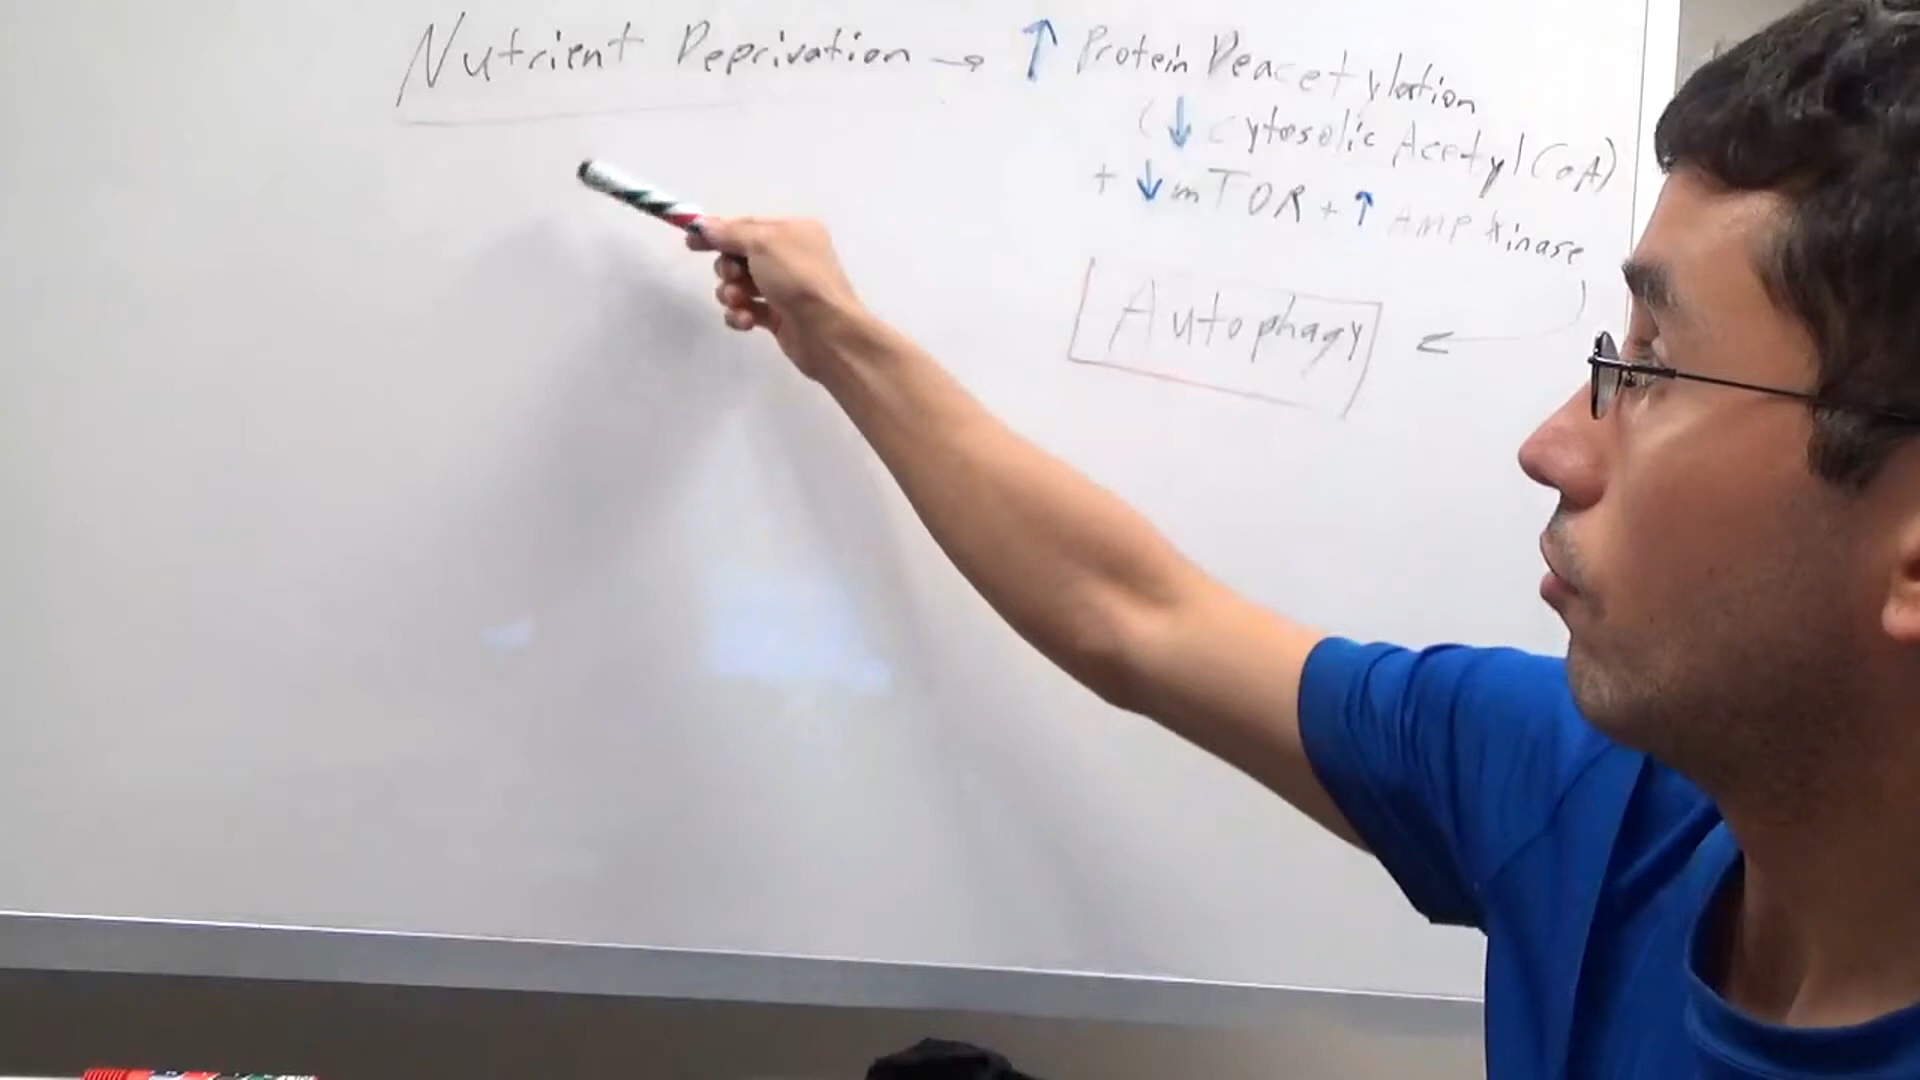 Nutrient Deprivation → ↑ Protein Deacetylation
(↓ Cytosolic Acetyl CoA)
+ ↓ mTOR + ↑ AMP kinase
Autophagy ←